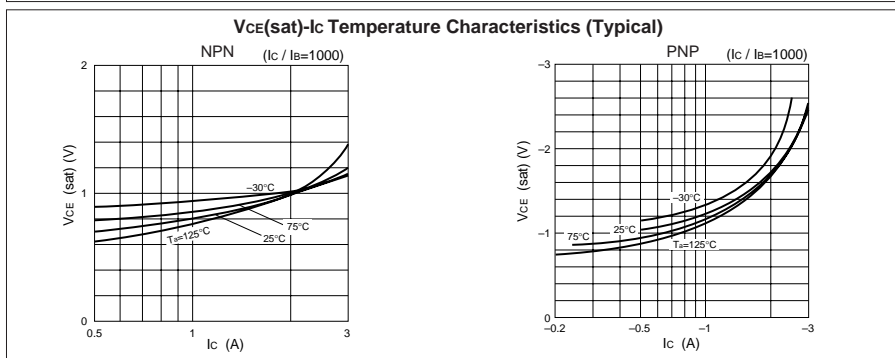 VCE(sat)-IC Temperature Characteristics (Typical)
NPN
(IC / IB=1000)
2
1
0
VCE (sat) (V)
–30°C
75°C
25°C
Ta=125°C
0.5
1
3
IC (A)
PNP
(IC / IB=1000)
–3
–2
–1
0
VCE (sat) (V)
–30°C
75°C
25°C
Ta=125°C
–0.2
–0.5
–1
–3
IC (A)